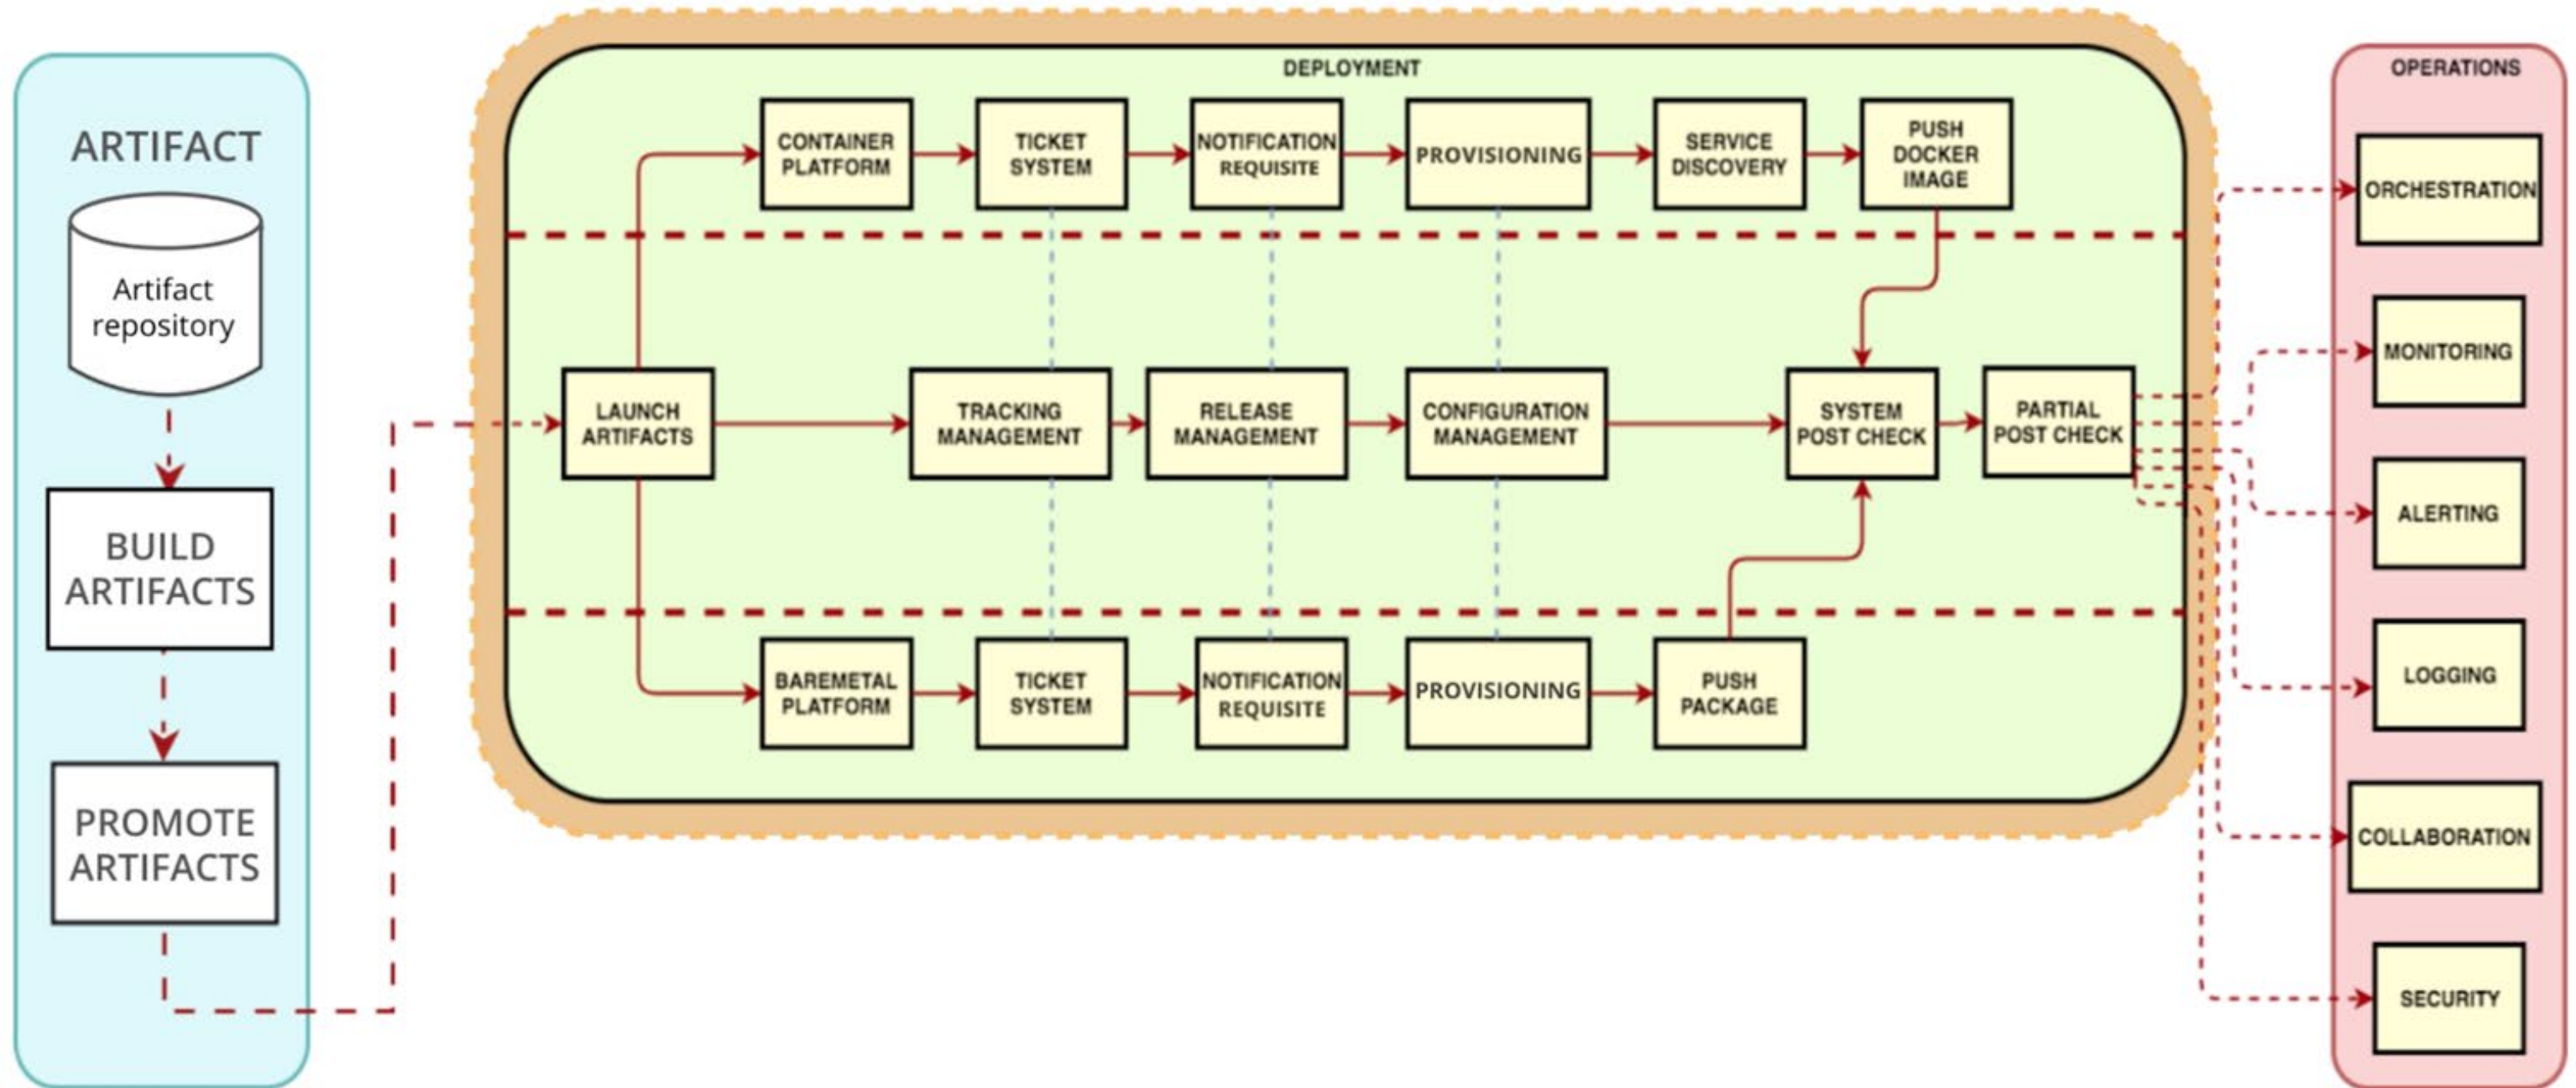 ARTIFACT
Artifact
repository
BUILD
ARTIFACTS
PROMOTE
ARTIFACTS
DEPLOYMENT
CONTAINER
PLATFORM
TICKET
SYSTEM
NOTIFICATION
REQUISITE
PROVISIONING
SERVICE
DISCOVERY
PUSH
DOCKER
IMAGE
LAUNCH
ARTIFACTS
TRACKING
MANAGEMENT
RELEASE
MANAGEMENT
CONFIGURATION
MANAGEMENT
SYSTEM
POST CHECK
PARTIAL
POST CHECK
BAREMETAL
PLATFORM
TICKET
SYSTEM
NOTIFICATION
REQUISITE
PROVISIONING
PUSH
PACKAGE
OPERATIONS
ORCHESTRATION
MONITORING
ALERTING
LOGGING
COLLABORATION
SECURITY